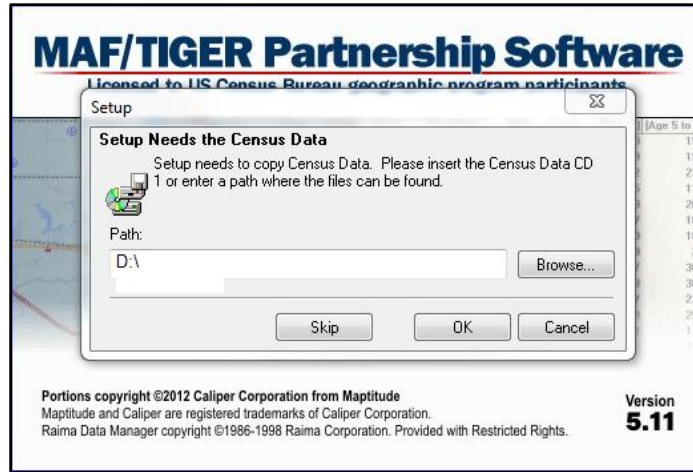 MAF/TIGER Partnership Software
Licensed to US Census Bureau geographic program participants
Setup
Setup Needs the Census Data
Setup needs to copy Census Data. Please insert the Census Data CD
1 or enter a path where the files can be found.
Path:
D:\
Browse...
Skip
OK
Cancel
[Age 5 to
Portions copyright ©2012 Caliper Corporation from Maptitude
Maptitude and Caliper are registered trademarks of Caliper Corporation.
Raima Data Manager copyright ©1986-1998 Raima Corporation. Provided with Restricted Rights.
Version
5.11